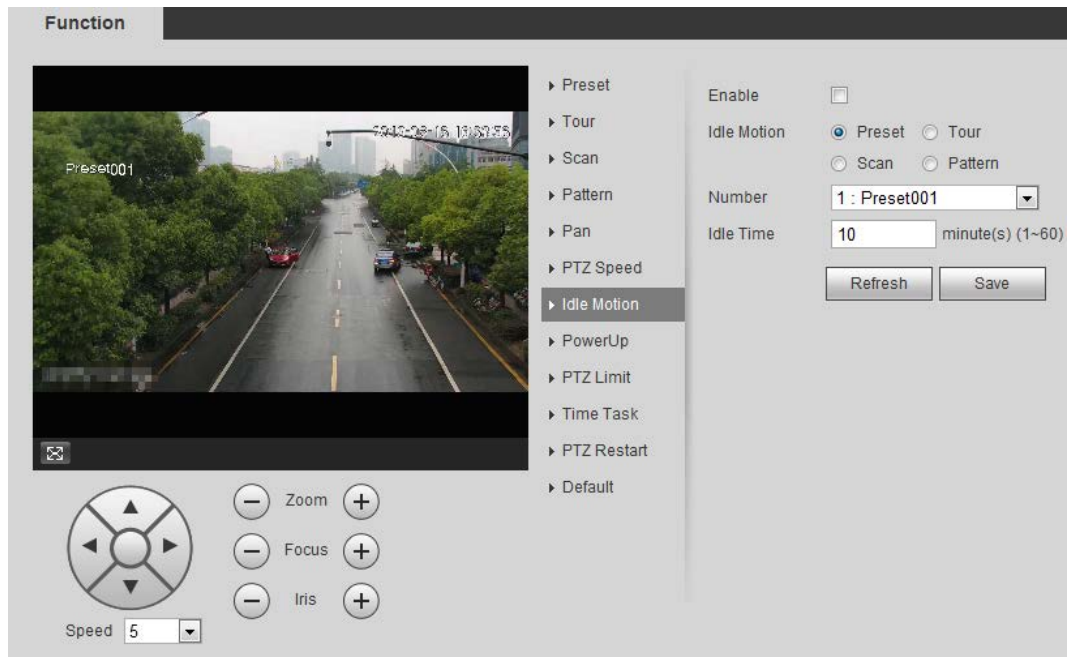 Function
Preset001
Preset
Tour
Scan
Pattern
Pan
PTZ Speed
Idle Motion
PowerUp
PTZ Limit
Time Task
PTZ Restart
Default
Enable
Idle Motion Preset Tour
Scan Pattern
Number 1 : Preset001
Idle Time 10 minute(s) (1~60)
Refresh Save
Zoom
Focus
Iris
Speed 5